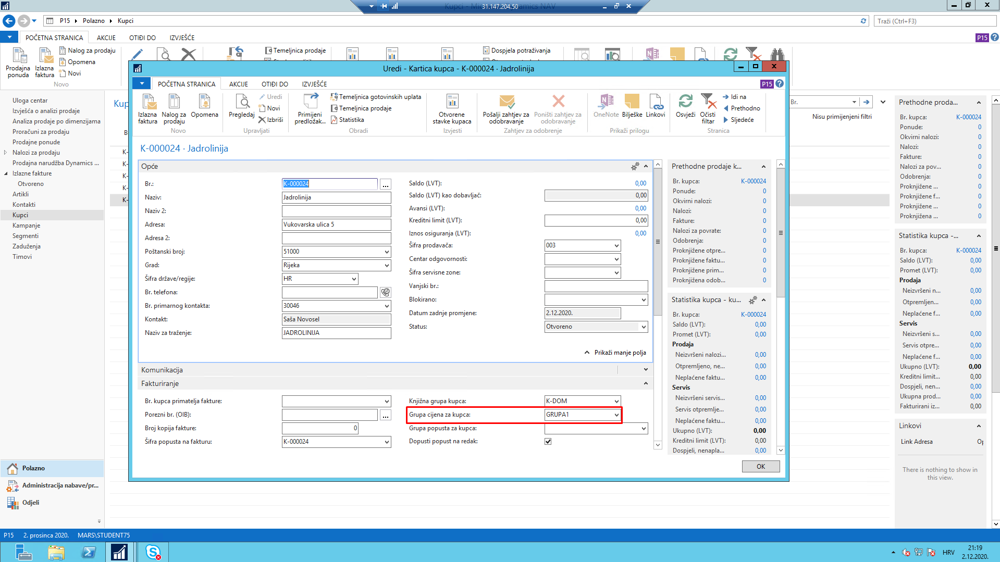 Kupci - Mic
31.147.204.50
namics NAV
P15 ▸ Polazno ▸ Kupci
Traži (Ctrl+F3)
POČETNA STRANICA AKCIJE OTIĐI DO IZVJEŠĆE
P15
Prodajna ponuda
Izlazna faktura
Nalog za prodaju
Opomena
Novi
Novo
Temeljnica prodaje
Dospjela potraživanja
Uloga centar
Izvješća o analizi prodaje
Analiza prodaje po dimenzijama
Proračuni za prodaju
Prodajne ponude
Nalozi za prodaju
Prodajna narudžba Dynamics ...
Izlazne fakture
Otvoreno
Artikli
Kontakti
Kupci
Kampanje
Segmenti
Zaduženja
Timovi
Polazno
Administracija nabave/pr...
Odjeli
Kup
B
K-
K-
K-
K-
K-
Br.
Nisu primijenjeni filtri
Uredi - Kartica kupca - K-000024 · Jadrolinija
POČETNA STRANICA AKCIJE OTIĐI DO IZVJEŠĆE
P15
Izlazna faktura
Nalog za prodaju
Opomena
Novo
Pregledaj
Uredi
Novi
Izbriši
Upravljati
Primijeni predložak...
Temeljnica gotovinskih uplata
Temeljnica prodaje
Statistika
Obradi
Otvorene stavke kupaca
Izvjesti
Pošalji zahtjev za odobravanje
Poništi zahtjev za odobravanje
Zahtjev za odobrenje
OneNote
Bilješke
Linkovi
Prikaži prilogu
Osvježi
Očisti filtar
Idi na
Prethodno
Sljedeće
Stranica
K-000024 · Jadrolinija
Opće
Br.: K-000024
Naziv: Jadrolinija
Naziv 2:
Adresa: Vukovarska ulica 5
Adresa 2:
Poštanski broj: 51000
Grad: Rijeka
Šifra države/regije: HR
Br. telefona:
Br. primarnog kontakta: 30046
Kontakt: Saša Novosel
Naziv za traženje: JADROLINIJA
Saldo (LVT): 0,00
Saldo (LVT) kao dobavljač: 0,00
Avansi (LVT): 0,00
Kreditni limit (LVT): 0,00
Iznos osiguranja (LVT): 0,00
Šifra prodavača: 003
Centar odgovornosti:
Šifra servisne zone:
Vanjski br.:
Blokirano:
Datum zadnje promjene: 2.12.2020.
Status: Otvoreno
Prikaži manje polja
Komunikacija
Fakturiranje
Br. kupca primatelja fakture:
Porezni br. (OIB):
Broj kopija fakture: 0
Šifra popusta na fakturu: K-000024
Knjižna grupa kupca: K-DOM
Grupa cijena za kupca: GRUPA1
Grupa popusta za kupca:
Dopusti popust na redak:
Prethodne prodaje k...
Br. kupca: K-000024
Ponude: 0
Okvirni nalozi: 0
Nalozi: 0
Fakture: 0
Nalozi za povrate: 0
Odobrenja: 0
Proknjižene otpre... 0
Proknjižene faktu... 0
Proknjižene prim... 0
Proknjižena odob... 0
Statistika kupca - ku...
Br. kupca: K-000024
Saldo (LVT): 0,00
Promet (LVT): 0,00
Prodaja
Neizvršeni nalozi... 0,00
Otpremljeno, ne... 0,00
Neplaćene faktu... 0,00
Servis
Neizvršeni servis... 0,00
Servis otpremlje... 0,00
Neplaćene faktu... 0,00
Ukupno (LVT): 0,00
Kreditni limit (LVT): 0,00
Dospjeli, nenapla... 0,00
OK
Prethodne proda...
Br. kupca: K-000024
Ponude: 0
Okvirni nalozi: 0
Nalozi: 0
Fakture: 0
Nalozi za pov... 0
Odobrenja: 0
Proknjižene ... 0
Proknjižene f... 0
Proknjižene ... 0
Proknjižena ... 0
Statistika kupca -...
Br. kupca: K-000024
Saldo (LVT): 0,00
Promet (LVT): 0,00
Prodaja
Neizvršeni n... 0,00
Otpremljen... 0,00
Neplaćene f... 0,00
Servis
Neizvršeni s... 0,00
Servis otpre... 0,00
Neplaćene f... 0,00
Ukupno (LVT): 0,00
Kreditni limit... 0,00
Dospjeli, nen... 0,00
Ukupna prod... 0,00
Fakturirani iz... 0,00
Linkovi
Link Adresa Op
There is nothing to show in this view.
P15 2. prosinca 2020. MARS\STUDENT75
HRV
21:19
2.12.2020.